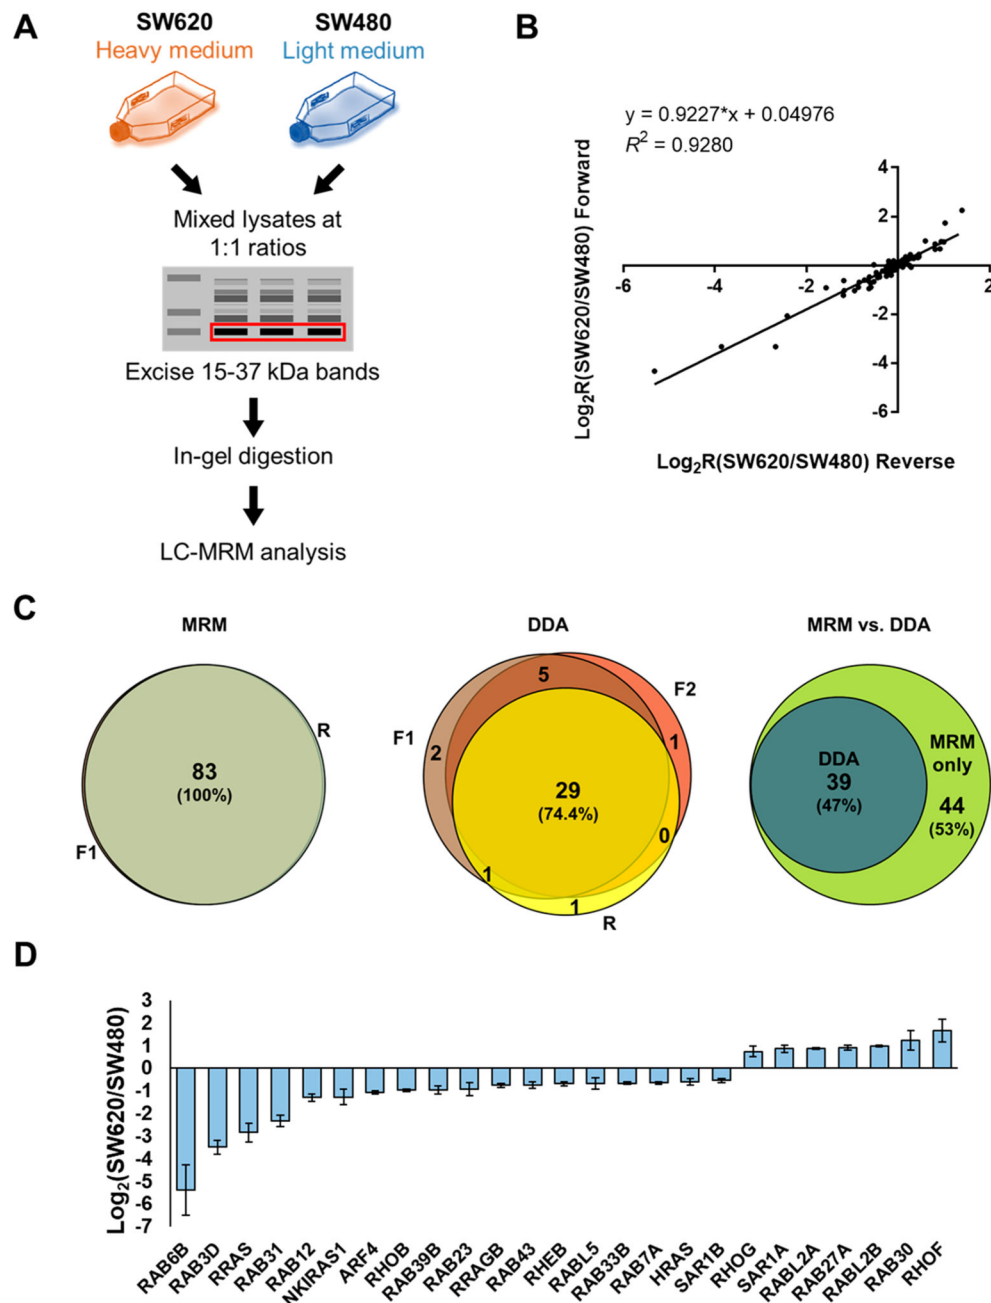 A
SW620
SW480
Heavy medium
Light medium
Mixed lysates at
1:1 ratios
Excise 15-37 kDa bands
In-gel digestion
LC-MRM analysis
B
y = 0.9227*x + 0.04976
R² = 0.9280
Log₂R(SW620/SW480) Forward
4
2
-6
-4
-2
2
-2
-4
-6
Log₂R(SW620/SW480) Reverse
C
MRM
83
(100%)
F1
R
DDA
5
F1
F2
2
1
29
(74.4%)
0
1
1
R
MRM vs. DDA
DDA
39
(47%)
MRM
only
44
(53%)
D
Log₂(SW620/SW480)
3
2
1
0
-1
-2
-3
-4
-5
-6
-7
RAB6B
RAB3D
RRAS
RAB31
RAB12
NKIRAS1
ARF4
RHOB
RAB39B
RAB23
RRAGB
RAB43
RHEB
RABL5
RAB33B
RAB7A
HRAS
SAR1B
RHOG
SAR1A
RABL2A
RAB27A
RABL2B
RAB30
RHOF